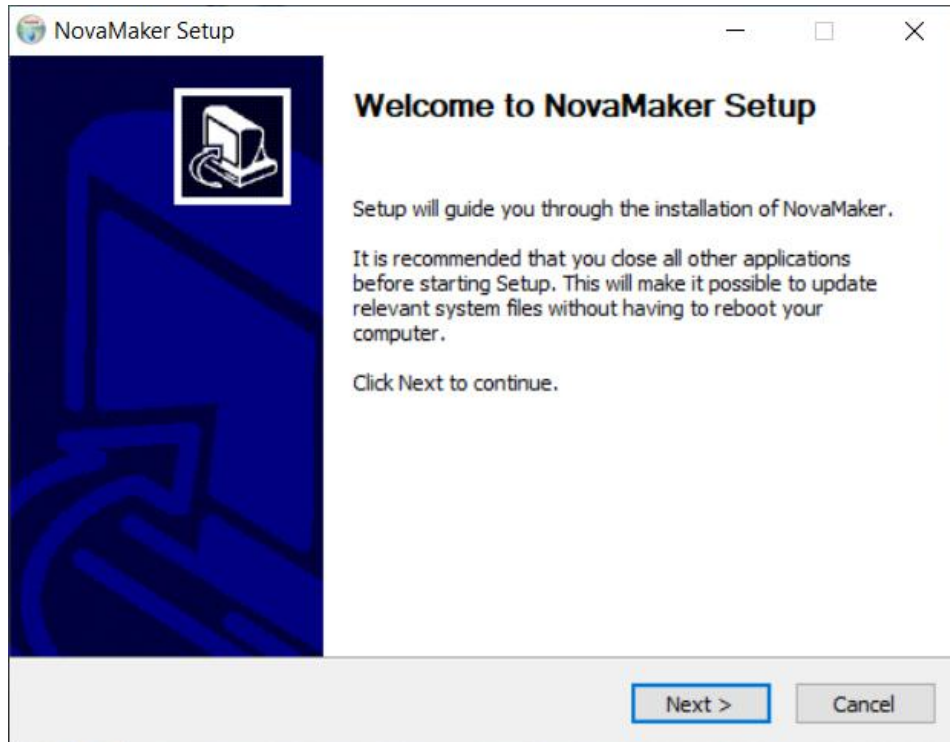 NovaMaker Setup
Welcome to NovaMaker Setup
Setup will guide you through the installation of NovaMaker.
It is recommended that you close all other applications
before starting Setup. This will make it possible to update
relevant system files without having to reboot your
computer.
Click Next to continue.
Next >
Cancel